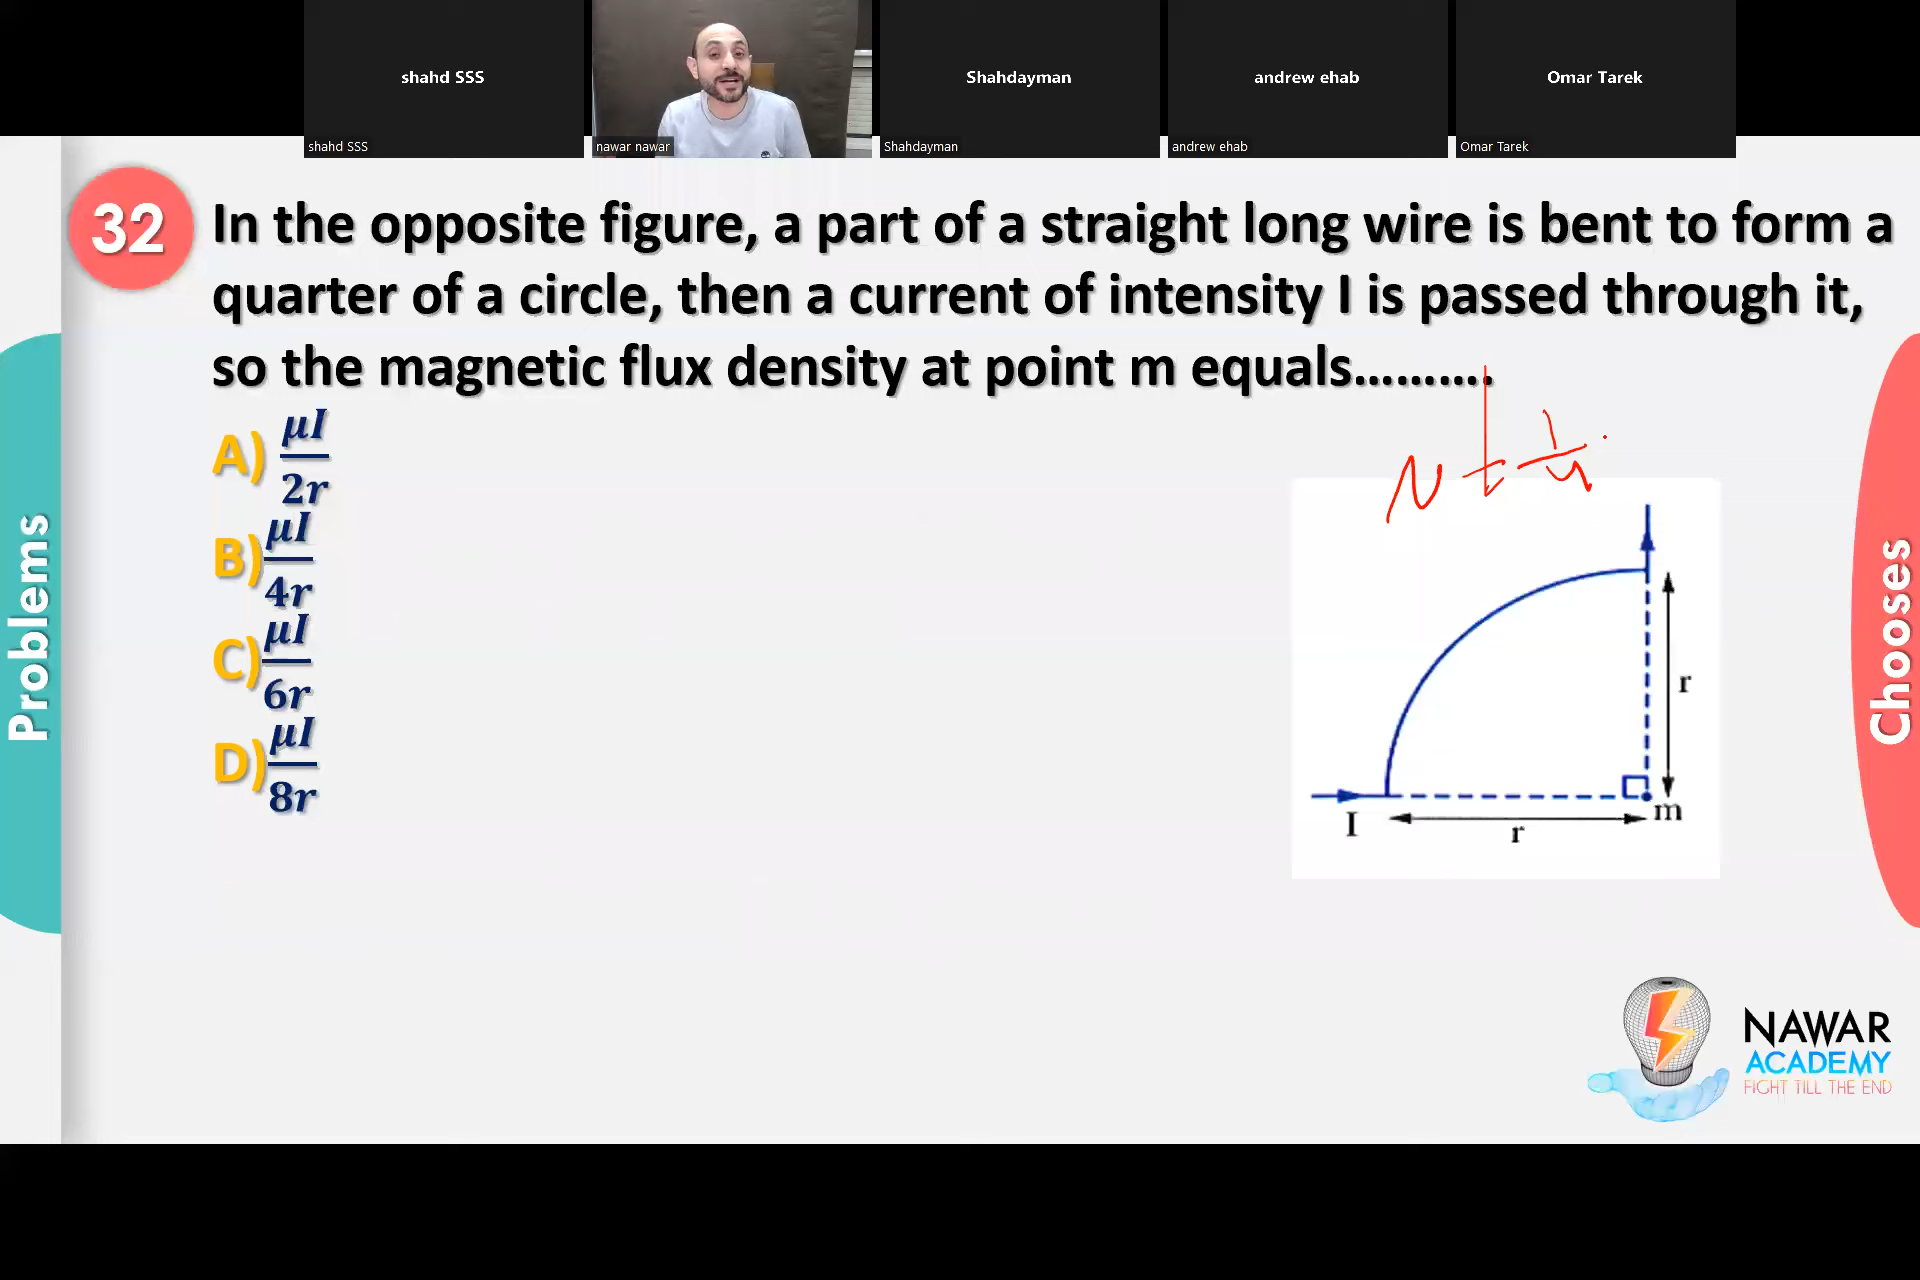 shahd SSS
Shahdayman
andrew ehab
Omar Tarek
shahd SSS
nawar nawar
Shahdayman
andrew ehab
Omar Tarek
32
In the opposite figure, a part of a straight long wire is bent to form a
quarter of a circle, then a current of intensity I is passed through it,
so the magnetic flux density at point m equals..........
A) μI/2r
B) μI/4r
C) μI/6r
D) μI/8r
N = 1/4
r
m
I
r
Problems
Chooses
NAWAR
ACADEMY
FIGHT TILL THE END